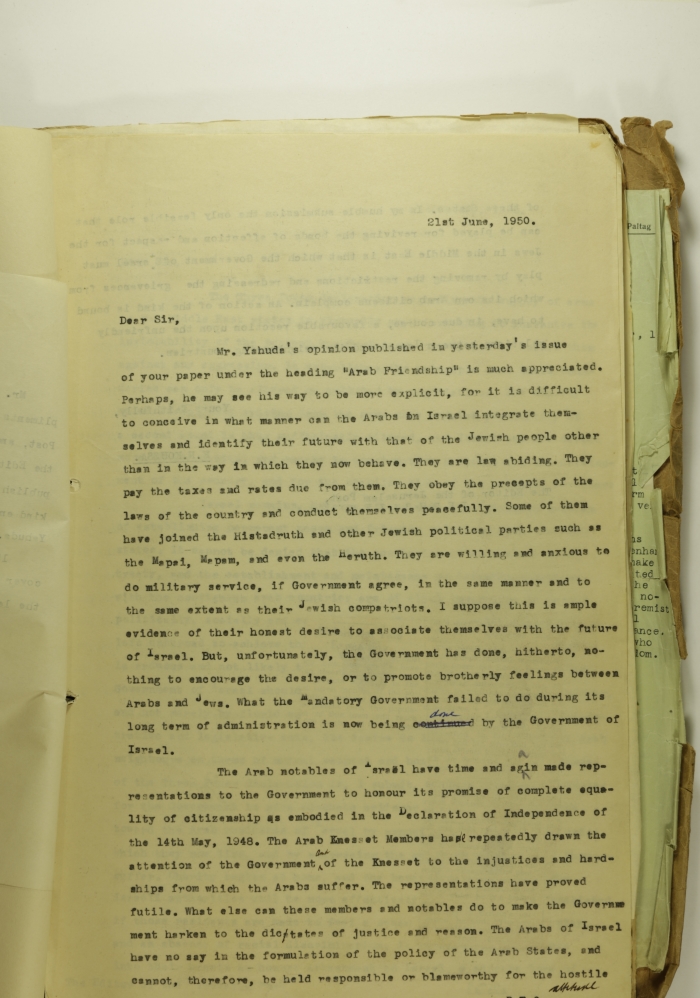 21st June, 1950.
Dear Sir,
Mr. Yahuda's opinion published in yesterday's issue
of your paper under the heading "Arab Friendship" is much appreciated.
Perhaps, he may see his way to be more explicit, for it is difficult
to conceive in what manner can the Arabs in Israel integrate them-
selves and identify their future with that of the Jewish people other
than in the way in which they now behave. They are law abiding. They
pay the taxes and rates due from them. They obey the precepts of the
laws of the country and conduct themselves peacefully. Some of them
have joined the Histadruth and other Jewish political parties such as
the Mapai, Mapam, and even the Heruth. They are willing and anxious to
do military service, if Government agree, in the same manner and to
the same extent as their Jewish compatriots. I suppose this is ample
evidence of their honest desire to associate themselves with the future
of Israel. But, unfortunately, the Government has done, hitherto, no-
thing to encourage the desire, or to promote brotherly feelings between
Arabs and Jews. What the Mandatory Government failed to do during its
long term of administration is now being continued done by the Government of
Israel.
The Arab notables of Israel have time and again made rep-
resentations to the Government to honour its promise of complete equa-
lity of citizenship as embodied in the Declaration of Independence of
the 14th May, 1948. The Arab Knesset Members have repeatedly drawn the
attention of the Government and of the Knesset to the injustices and hard-
ships from which the Arabs suffer. The representations have proved
futile. What else can these members and notables do to make the Governme
ment harken to the dictates of justice and reason. The Arabs of Israel
have no say in the formulation of the policy of the Arab States, and
cannot, therefore, be held responsible or blameworthy for the hostile
attitude
Paltag